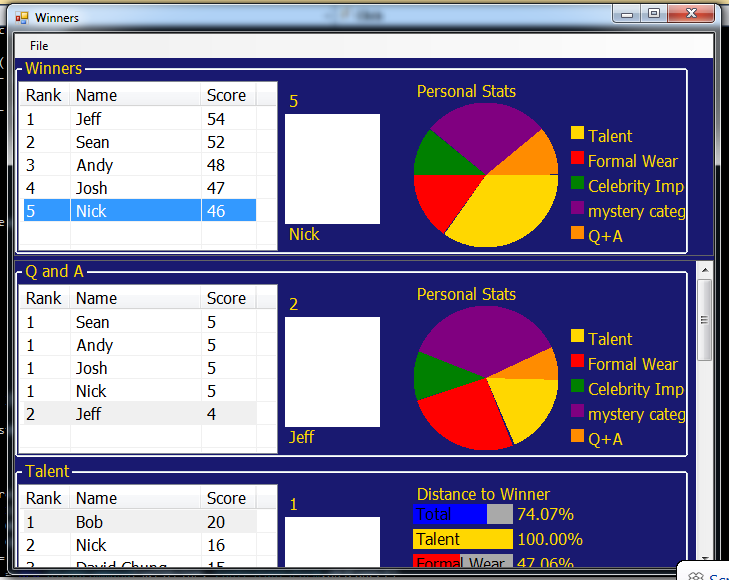 Winners
File
Winners
Rank Name Score
1 Jeff 54
2 Sean 52
3 Andy 48
4 Josh 47
5 Nick 46
5
Nick
Personal Stats
Talent
Formal Wear
Celebrity Imp
mystery categ
Q+A
Q and A
Rank Name Score
1 Sean 5
1 Andy 5
1 Josh 5
1 Nick 5
2 Jeff 4
2
Jeff
Personal Stats
Talent
Formal Wear
Celebrity Imp
mystery categ
Q+A
Talent
Rank Name Score
1 Bob 20
2 Nick 16
3 David Chung 15
1
Distance to Winner
Total 74.07%
Talent 100.00%
Formal Wear 47.06%